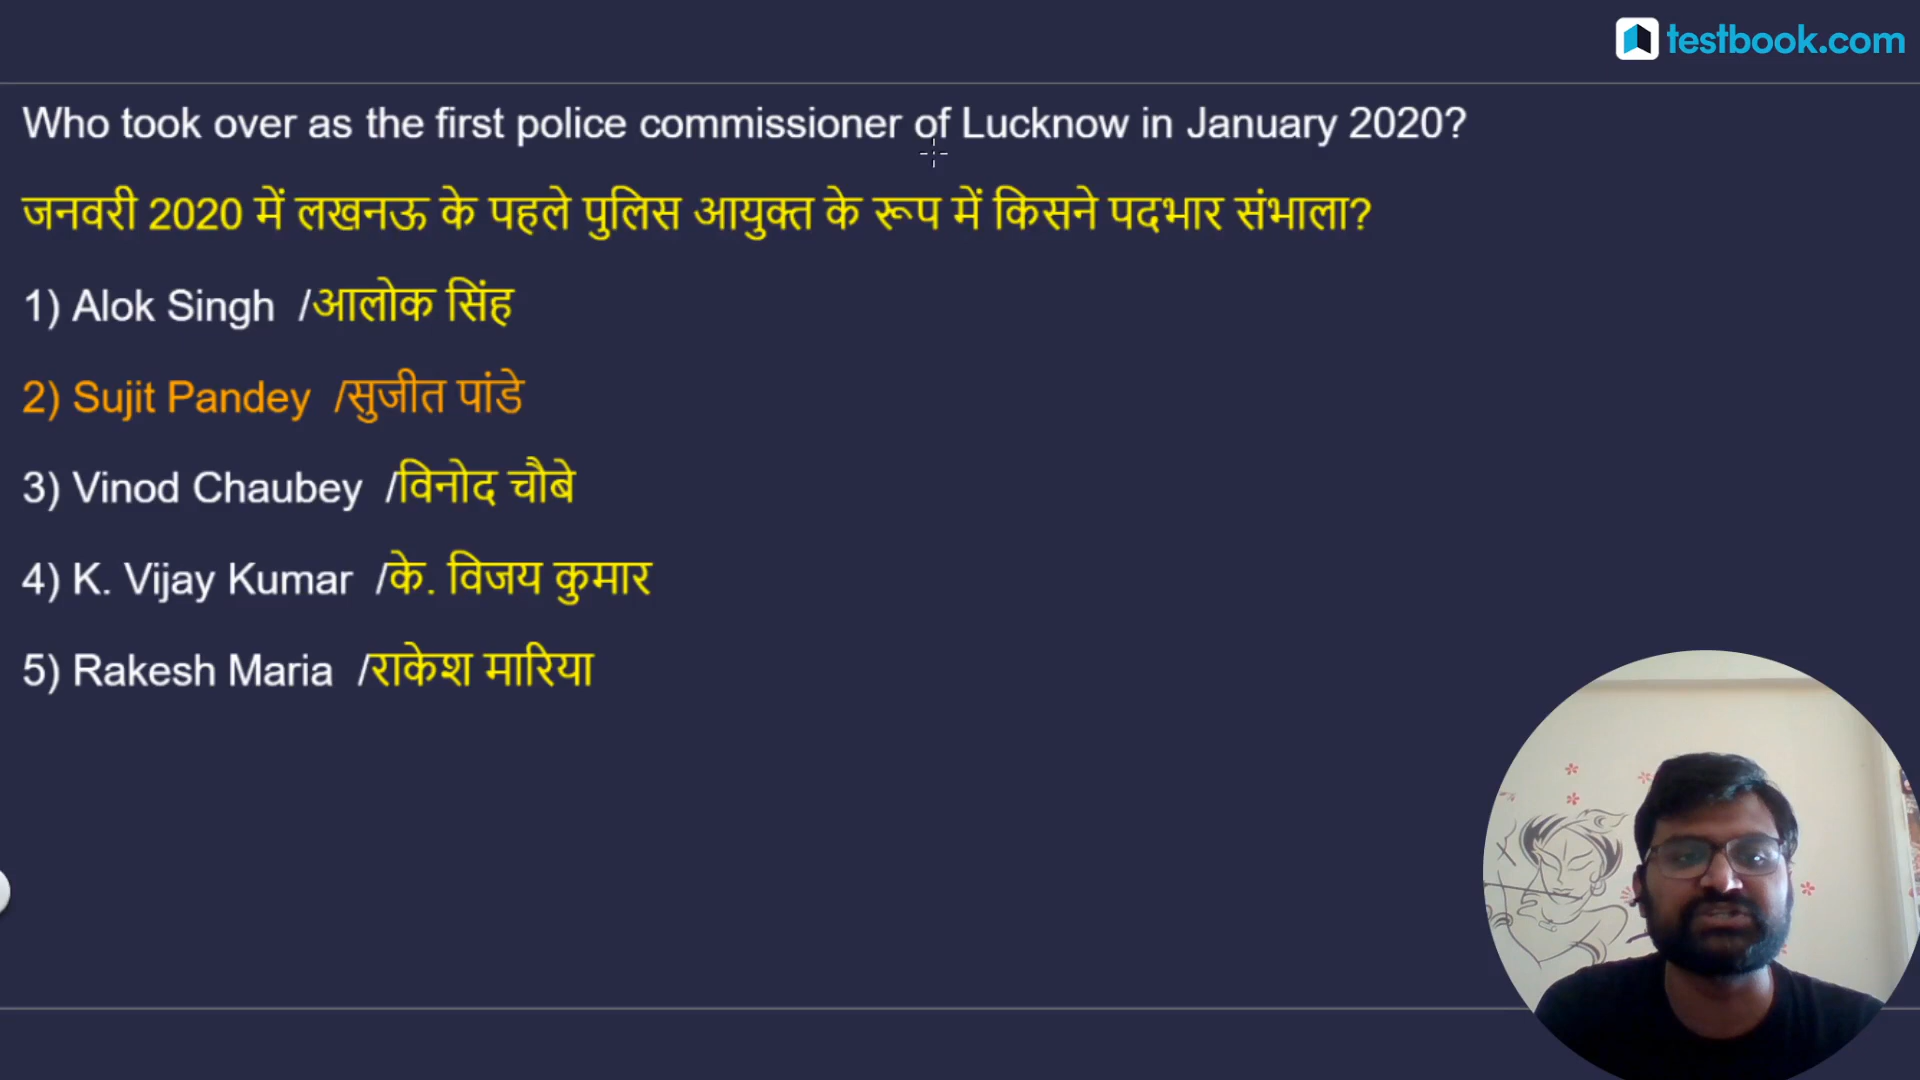 testbook.com
Who took over as the first police commissioner of Lucknow in January 2020?
जनवरी 2020 में लखनऊ के पहले पुलिस आयुक्त के रूप में किसने पदभार संभाला?
1) Alok Singh /आलोक सिंह
2) Sujit Pandey /सुजीत पांडे
3) Vinod Chaubey /विनोद चौबे
4) K. Vijay Kumar /के. विजय कुमार
5) Rakesh Maria /राकेश मारिया